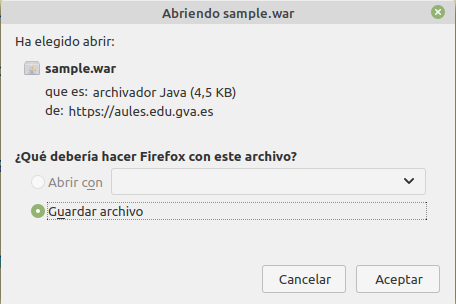 Abriendo sample.war
Ha elegido abrir:
sample.war
que es: archivador Java (4,5 KB)
de: https://aules.edu.gva.es
¿Qué debería hacer Firefox con este archivo?
Abrir con
Guardar archivo
Cancelar Aceptar